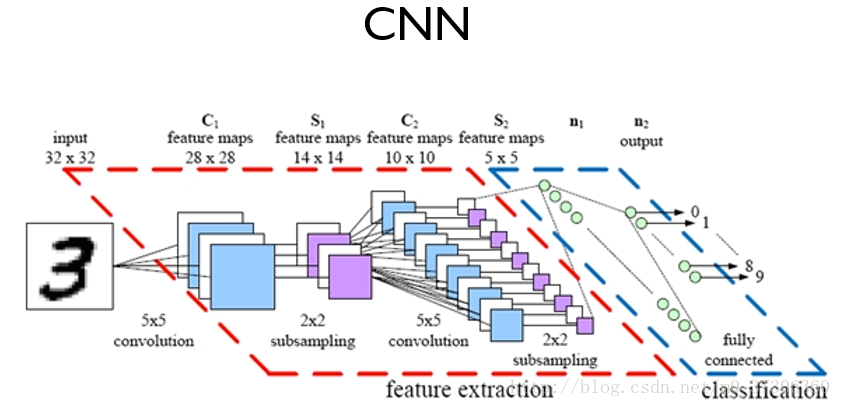 CNN
input
32 x 32
C₁
feature maps
28 x 28
S₁
feature maps
14 x 14
C₂
feature maps
10 x 10
S₂
feature maps
5 x 5
n₁
n₂
output
3
0
1
8
9
5x5
convolution
2x2
subsampling
5x5
convolution
2x2
subsampling
fully
connected
feature extraction
classification